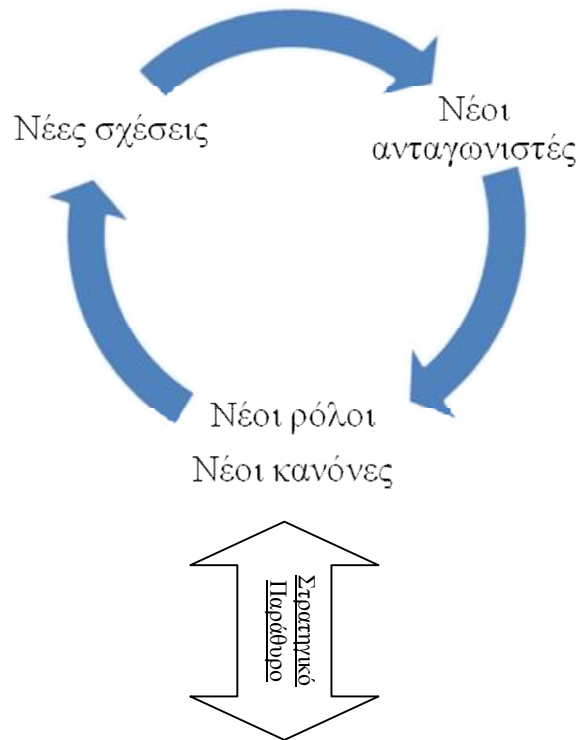 Νέες σχέσεις
Νέοι
ανταγωνιστές
Νέοι ρόλοι
Νέοι κανόνες
Στρατηγικό
Παράθυρο